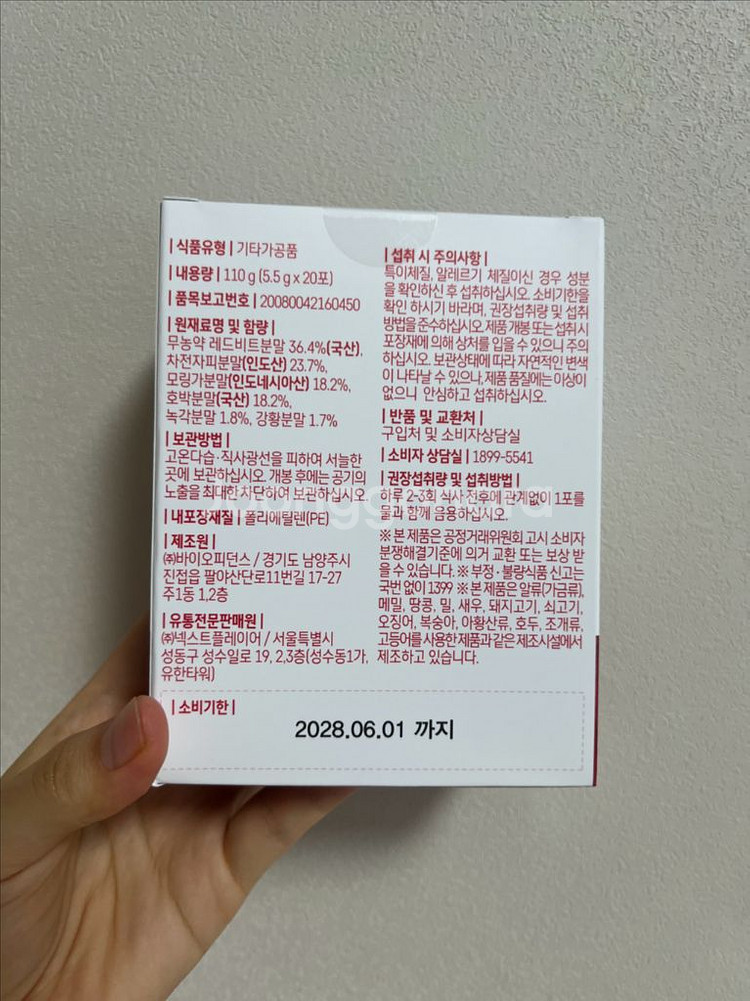 | 식품유형 | 기타가공품
| 내용량 | 110 g (5.5 g x 20포)
| 품목보고번호 | 20080042160450
| 원재료명 및 함량 |
무농약 레드비트분말 36.4%(국산),
차전자피분말(인도산) 23.7%,
모링가분말(인도네시아산) 18.2%,
호박분말(국산) 18.2%,
녹각분말 1.8%, 강황분말 1.7%
| 보관방법 |
고온다습·직사광선을 피하여 서늘한
곳에 보관하십시오. 개봉 후에는 공기의
노출을 최대한 차단하여 보관하십시오.
| 내포장재질 | 폴리에틸렌(PE)
| 제조원 |
㈜바이오피던스 / 경기도 남양주시
진접읍 팔야산단로11번길 17-27
주1동 1,2층
| 유통전문판매원 |
㈜넥스트플레이어 / 서울특별시
성동구 성수일로 19, 2,3층(성수동1가,
유한타워)
| 섭취 시 주의사항 |
특이체질, 알레르기 체질이신 경우 성분
을 확인하신 후 섭취하십시오. 소비기한을
확인 하시기 바라며, 권장섭취량 및 섭취
방법을 준수하십시오. 제품 개봉 또는 섭취 시
포장재에 의해 상처를 입을 수 있으니 주의
하십시오. 보관상태에 따라 자연적인 변색
이 나타날 수 있으나, 제품 품질에는 이상이
없으니 안심하고 섭취하십시오.
| 반품 및 교환처 |
구입처 및 소비자상담실
| 소비자 상담실 | 1899-5541
| 권장섭취량 및 섭취방법 |
하루 2-3회 식사 전후에 관계없이 1포를
물과 함께 음용하십시오.
※ 본 제품은 공정거래위원회 고시 소비자
분쟁해결기준에 의거 교환 또는 보상 받
을 수 있습니다. ※ 부정·불량식품 신고는
국번 없이 1399 ※ 본 제품은 알류(가금류),
메밀, 땅콩, 밀, 새우, 돼지고기, 쇠고기,
오징어, 복숭아, 아황산류, 호두, 조개류,
고등어를 사용한 제품과 같은 제조시설에서
제조하고 있습니다.
| 소비기한 |
2028.06.01 까지